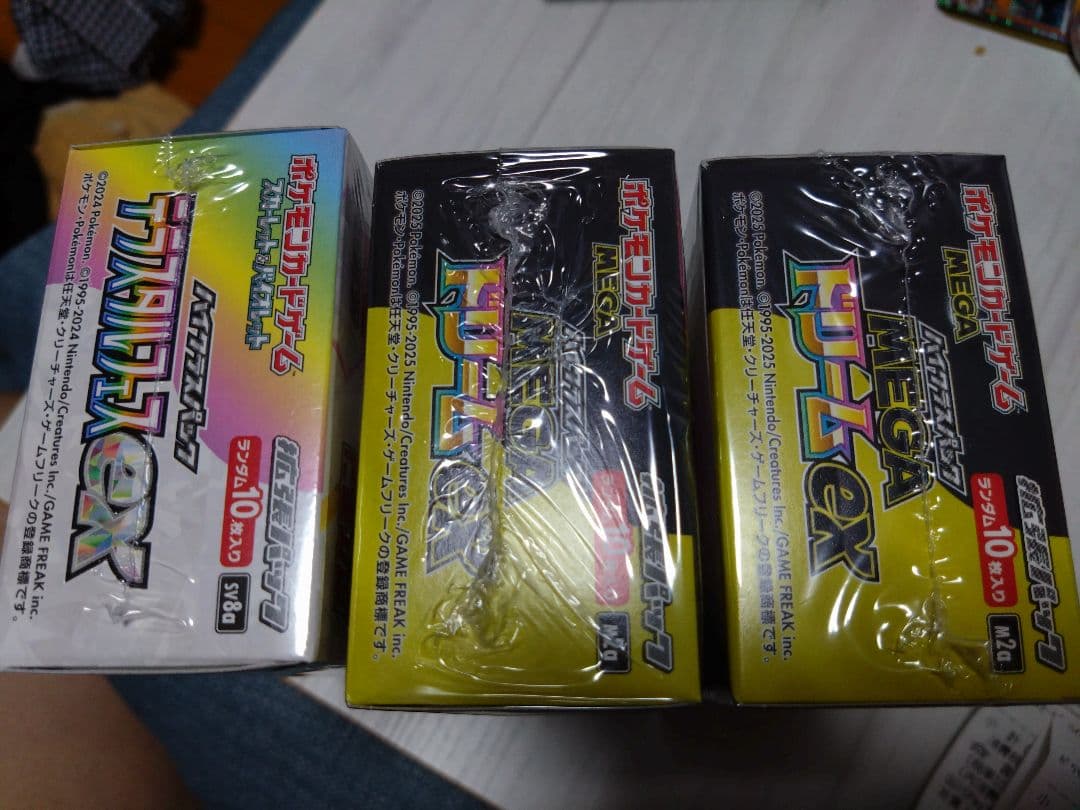 ポケモンカードゲーム
スカーレット&バイオレット
ハイクラスパック
テラスタルフェスex
拡張パック
ランダム10枚入り
SV8a
©2024 Pokémon. ©1995-2024 Nintendo/Creatures Inc./GAME FREAK inc.
ポケモン・Pokémonは任天堂・クリーチャーズ・ゲームフリークの登録商標です。
ポケモンカードゲーム
MEGA
ハイクラスパック
MEGA
ドリームex
拡張パック
M2a
©2025 Pokémon. ©1995-2025 Nintendo/Creatures Inc./GAME FREAK inc.
ポケモン・Pokémonは任天堂・クリーチャーズ・ゲームフリークの登録商標です。
ポケモンカードゲーム
MEGA
ハイクラスパック
MEGA
ドリームex
拡張パック
ランダム10枚入り
M2a
©2025 Pokémon. ©1995-2025 Nintendo/Creatures Inc./GAME FREAK inc.
ポケモン・Pokémonは任天堂・クリーチャーズ・ゲームフリークの登録商標です。